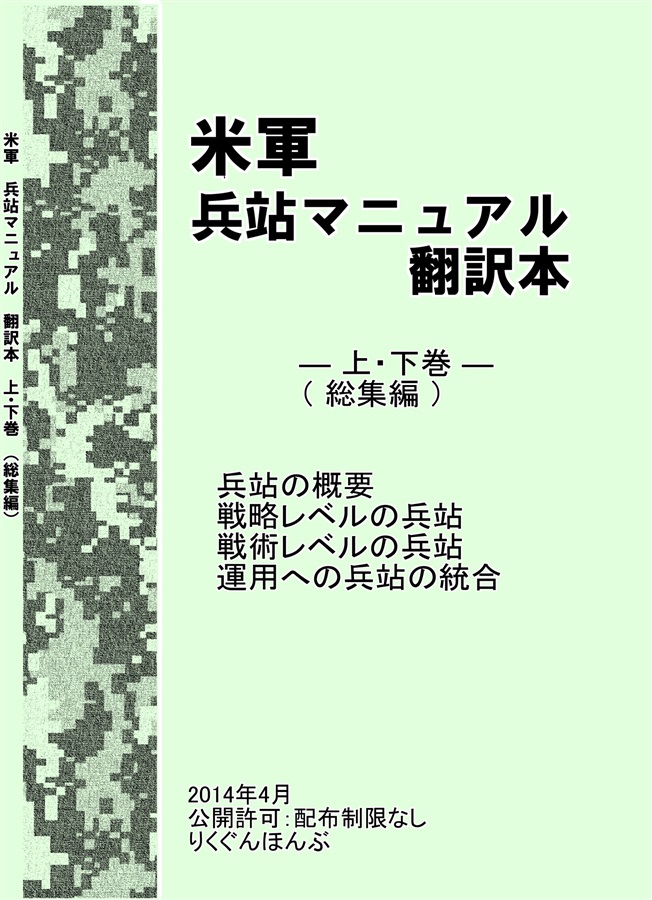 米軍 兵站マニュアル 翻訳本 上・下巻 (総集編)
米軍
兵站マニュアル
翻訳本
― 上・下巻 ―
( 総集編 )
兵站の概要
戦略レベルの兵站
戦術レベルの兵站
運用への兵站の統合
2014年4月
公開許可:配布制限なし
りくぐんほんぶ